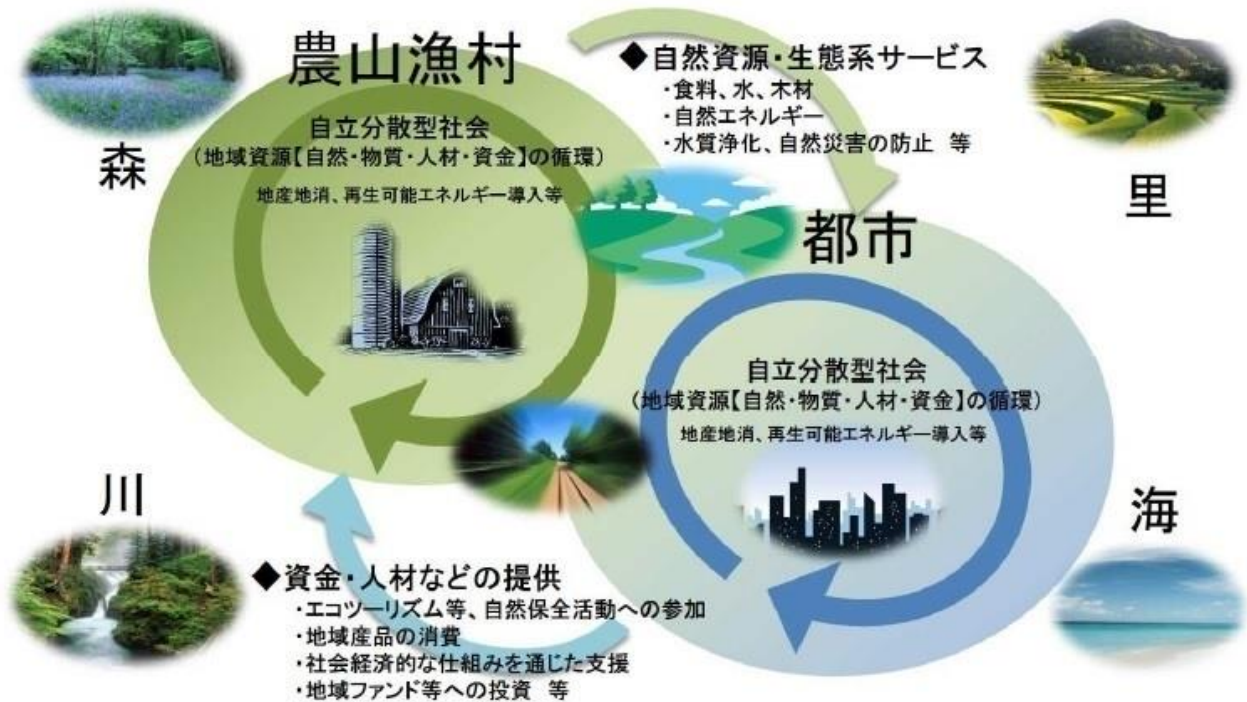 農山漁村
自立分散型社会
（地域資源【自然・物質・人材・資金】の循環）
地産地消、再生可能エネルギー導入等
◆自然資源・生態系サービス
・食料、水、木材
・自然エネルギー
・水質浄化、自然災害の防止 等
森
里
都市
自立分散型社会
（地域資源【自然・物質・人材・資金】の循環）
地産地消、再生可能エネルギー導入等
川
海
◆資金・人材などの提供
・エコツーリズム等、自然保全活動への参加
・地域産品の消費
・社会経済的な仕組みを通じた支援
・地域ファンド等への投資 等